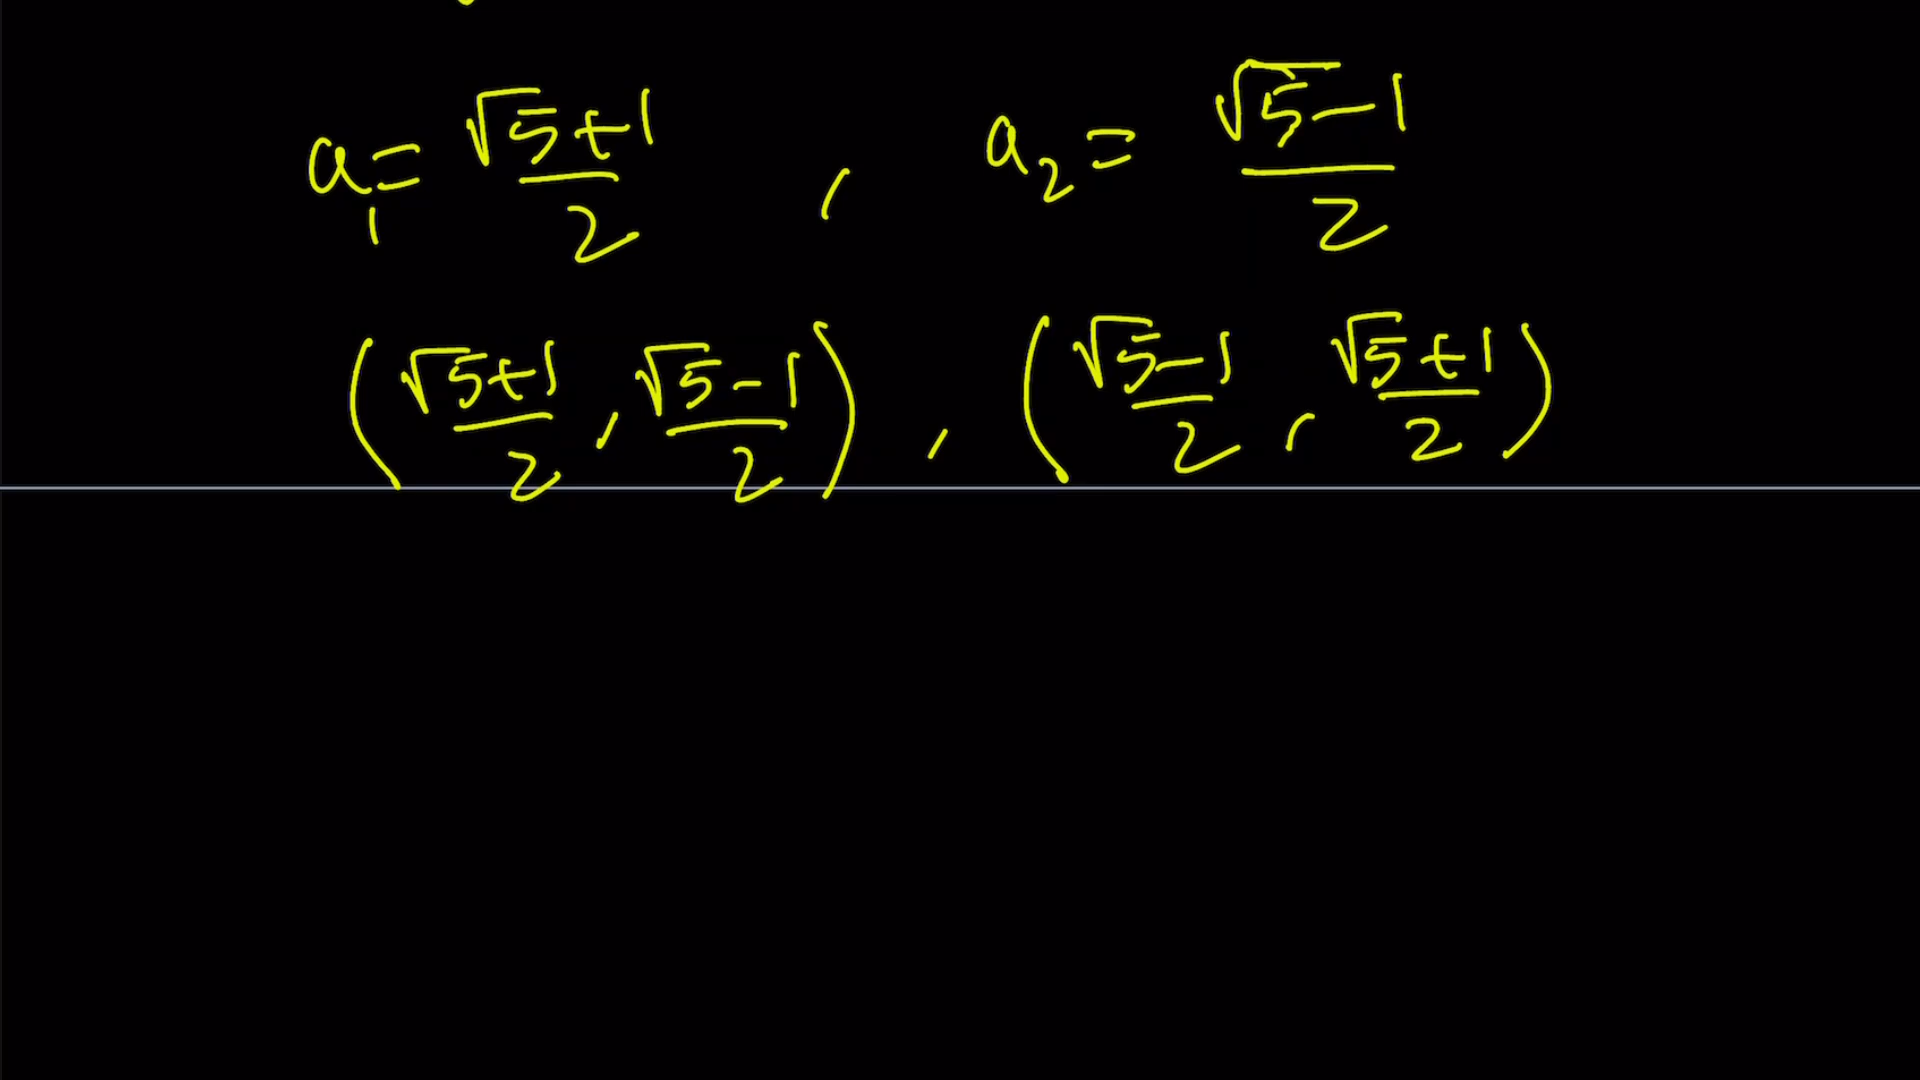 a₁ = (√5+1)/2 , a₂ = (√5−1)/2
((√5+1)/2 , (√5−1)/2) , ((√5−1)/2 , (√5+1)/2)